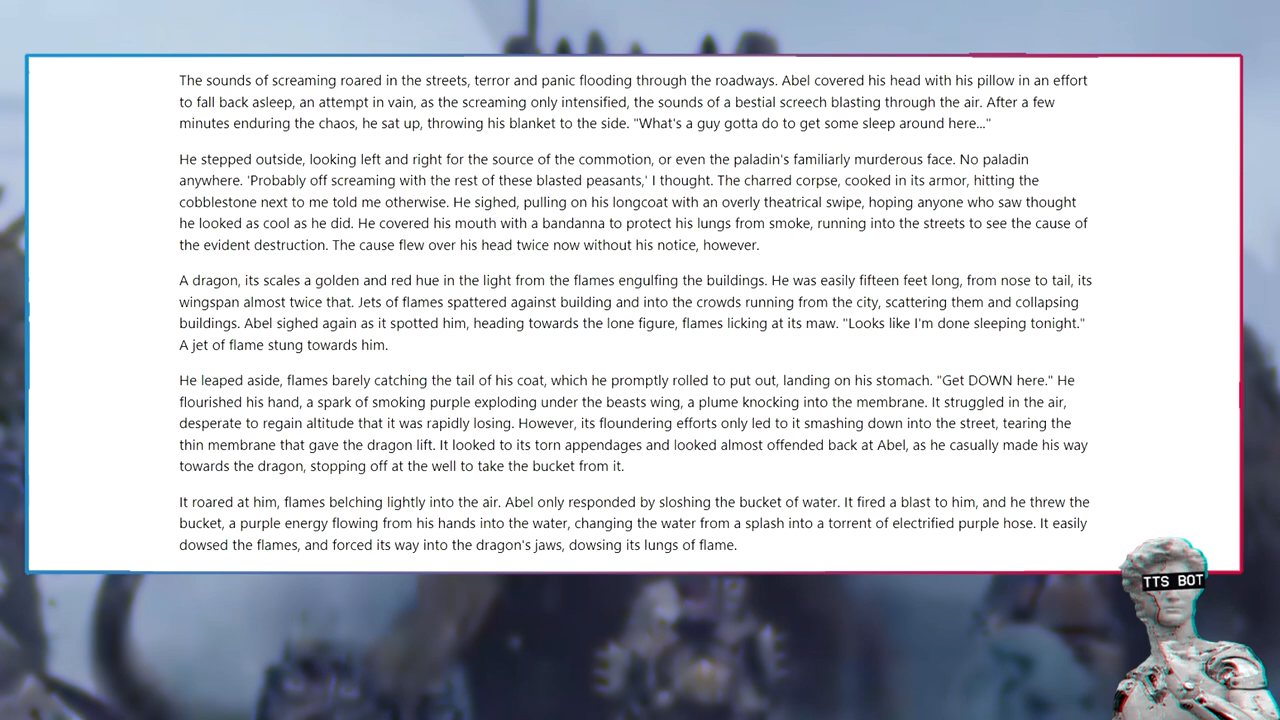 The sounds of screaming roared in the streets, terror and panic flooding through the roadways. Abel covered his head with his pillow in an effort
to fall back asleep, an attempt in vain, as the screaming only intensified, the sounds of a bestial screech blasting through the air. After a few
minutes enduring the chaos, he sat up, throwing his blanket to the side. "What's a guy gotta do to get some sleep around here..."
He stepped outside, looking left and right for the source of the commotion, or even the paladin's familiarly murderous face. No paladin
anywhere. 'Probably off screaming with the rest of these blasted peasants,' I thought. The charred corpse, cooked in its armor, hitting the
cobblestone next to me told me otherwise. He sighed, pulling on his longcoat with an overly theatrical swipe, hoping anyone who saw thought
he looked as cool as he did. He covered his mouth with a bandanna to protect his lungs from smoke, running into the streets to see the cause of
the evident destruction. The cause flew over his head twice now without his notice, however.
A dragon, its scales a golden and red hue in the light from the flames engulfing the buildings. He was easily fifteen feet long, from nose to tail, its
wingspan almost twice that. Jets of flames spattered against building and into the crowds running from the city, scattering them and collapsing
buildings. Abel sighed again as it spotted him, heading towards the lone figure, flames licking at its maw. "Looks like I'm done sleeping tonight."
A jet of flame stung towards him.
He leaped aside, flames barely catching the tail of his coat, which he promptly rolled to put out, landing on his stomach. "Get DOWN here." He
flourished his hand, a spark of smoking purple exploding under the beasts wing, a plume knocking into the membrane. It struggled in the air,
desperate to regain altitude that it was rapidly losing. However, its floundering efforts only led to it smashing down into the street, tearing the
thin membrane that gave the dragon lift. It looked to its torn appendages and looked almost offended back at Abel, as he casually made his way
towards the dragon, stopping off at the well to take the bucket from it.
It roared at him, flames belching lightly into the air. Abel only responded by sloshing the bucket of water. It fired a blast to him, and he threw the
bucket, a purple energy flowing from his hands into the water, changing the water from a splash into a torrent of electrified purple hose. It easily
dowsed the flames, and forced its way into the dragon's jaws, dowsing its lungs of flame.
TTS BOT